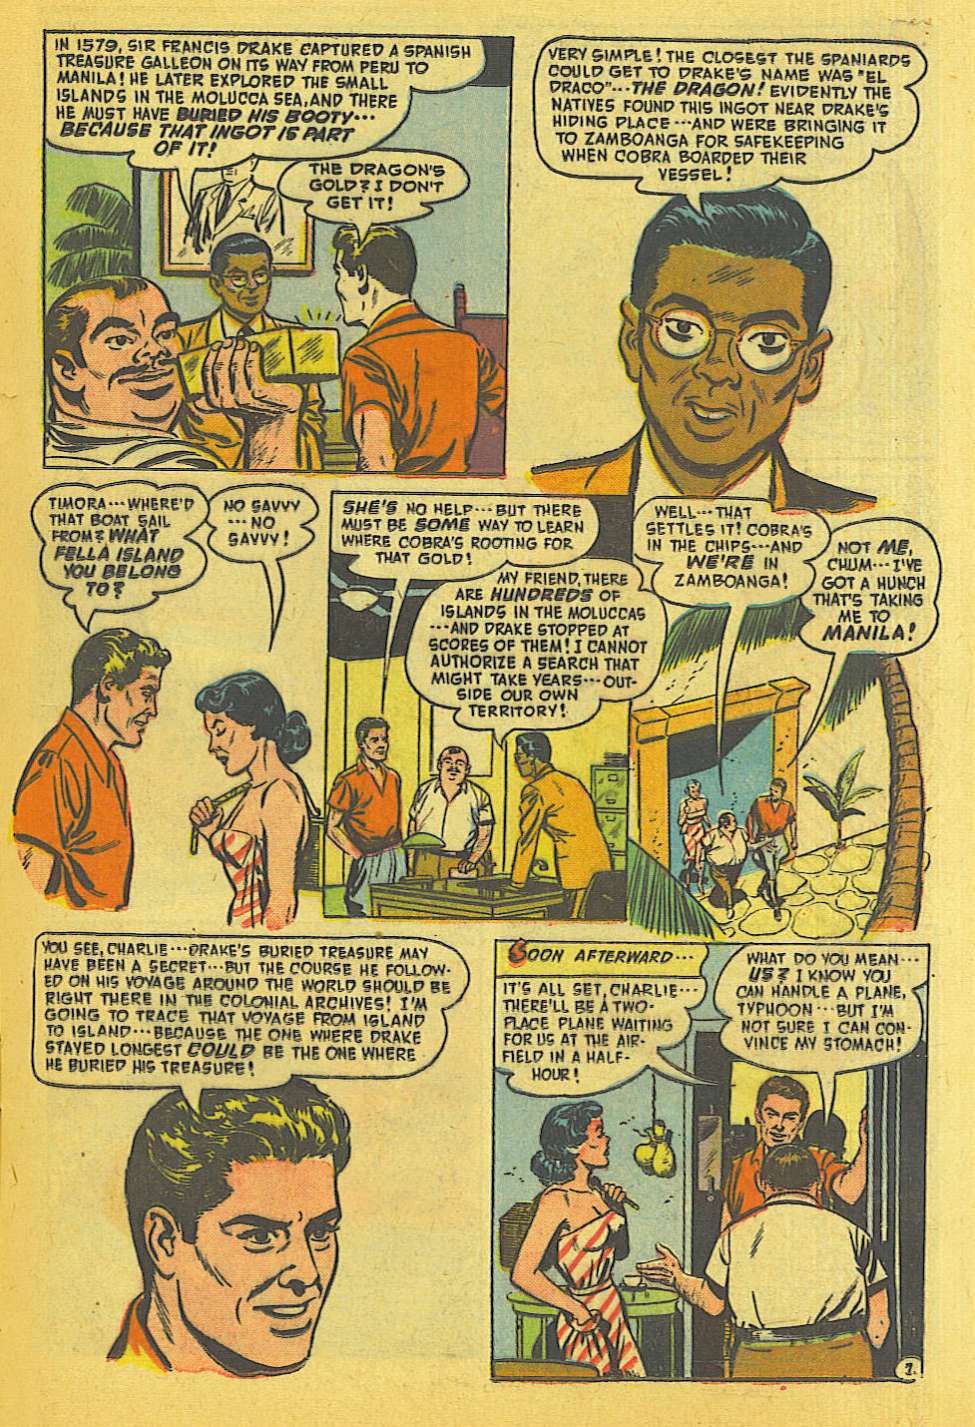 IN 1579, SIR FRANCIS DRAKE CAPTURED A SPANISH
TREASURE GALLEON ON ITS WAY FROM PERU TO
MANILA! HE LATER EXPLORED THE SMALL
ISLANDS IN THE MOLUCCA SEA, AND THERE
HE MUST HAVE BURIED HIS BOOTY...
BECAUSE THAT INGOT IS PART
OF IT!
THE DRAGON'S
GOLD? I DON'T
GET IT!
VERY SIMPLE! THE CLOSEST THE SPANIARDS
COULD GET TO DRAKE'S NAME WAS "EL
DRACO"... THE DRAGON! EVIDENTLY THE
NATIVES FOUND THIS INGOT NEAR DRAKE'S
HIDING PLACE...AND WERE BRINGING IT
TO ZAMBOANGA FOR SAFEKEEPING
WHEN COBRA BOARDED THEIR
VESSEL!
TIMORA...WHERE'D
THAT BOAT SAIL
FROM? WHAT
FELLA ISLAND
YOU BELONG
TO?
NO SAVVY
...NO
SAVVY!
SHE'S NO HELP...BUT THERE
MUST BE SOME WAY TO LEARN
WHERE COBRA'S ROOTING FOR
THAT GOLD!
MY FRIEND, THERE
ARE HUNDREDS OF
ISLANDS IN THE MOLUCCAS
...AND DRAKE STOPPED AT
SCORES OF THEM! I CANNOT
AUTHORIZE A SEARCH THAT
MIGHT TAKE YEARS...OUT-
SIDE OUR OWN
TERRITORY!
WELL...THAT
SETTLES IT! COBRA'S
IN THE CHIPS...AND
WE'RE IN
ZAMBOANGA!
NOT ME,
CHUM...I'VE
GOT A HUNCH
THAT'S TAKING
ME TO
MANILA!
YOU SEE, CHARLIE...DRAKE'S BURIED TREASURE MAY
HAVE BEEN A SECRET...BUT THE COURSE HE FOLLOW-
ED ON HIS VOYAGE AROUND THE WORLD SHOULD BE
RIGHT THERE IN THE COLONIAL ARCHIVES! I'M
GOING TO TRACE THAT VOYAGE FROM ISLAND
TO ISLAND...BECAUSE THE ONE WHERE DRAKE
STAYED LONGEST COULD BE THE ONE WHERE
HE BURIED HIS TREASURE!
SOON AFTERWARD...
IT'S ALL SET, CHARLIE...
THERE'LL BE A TWO-
PLACE PLANE WAITING
FOR US AT THE AIR-
FIELD IN A HALF-
HOUR!
WHAT DO YOU MEAN...
US? I KNOW YOU
CAN HANDLE A PLANE,
TYPHOON...BUT I'M
NOT SURE I CAN CON-
VINCE MY STOMACH!
7.